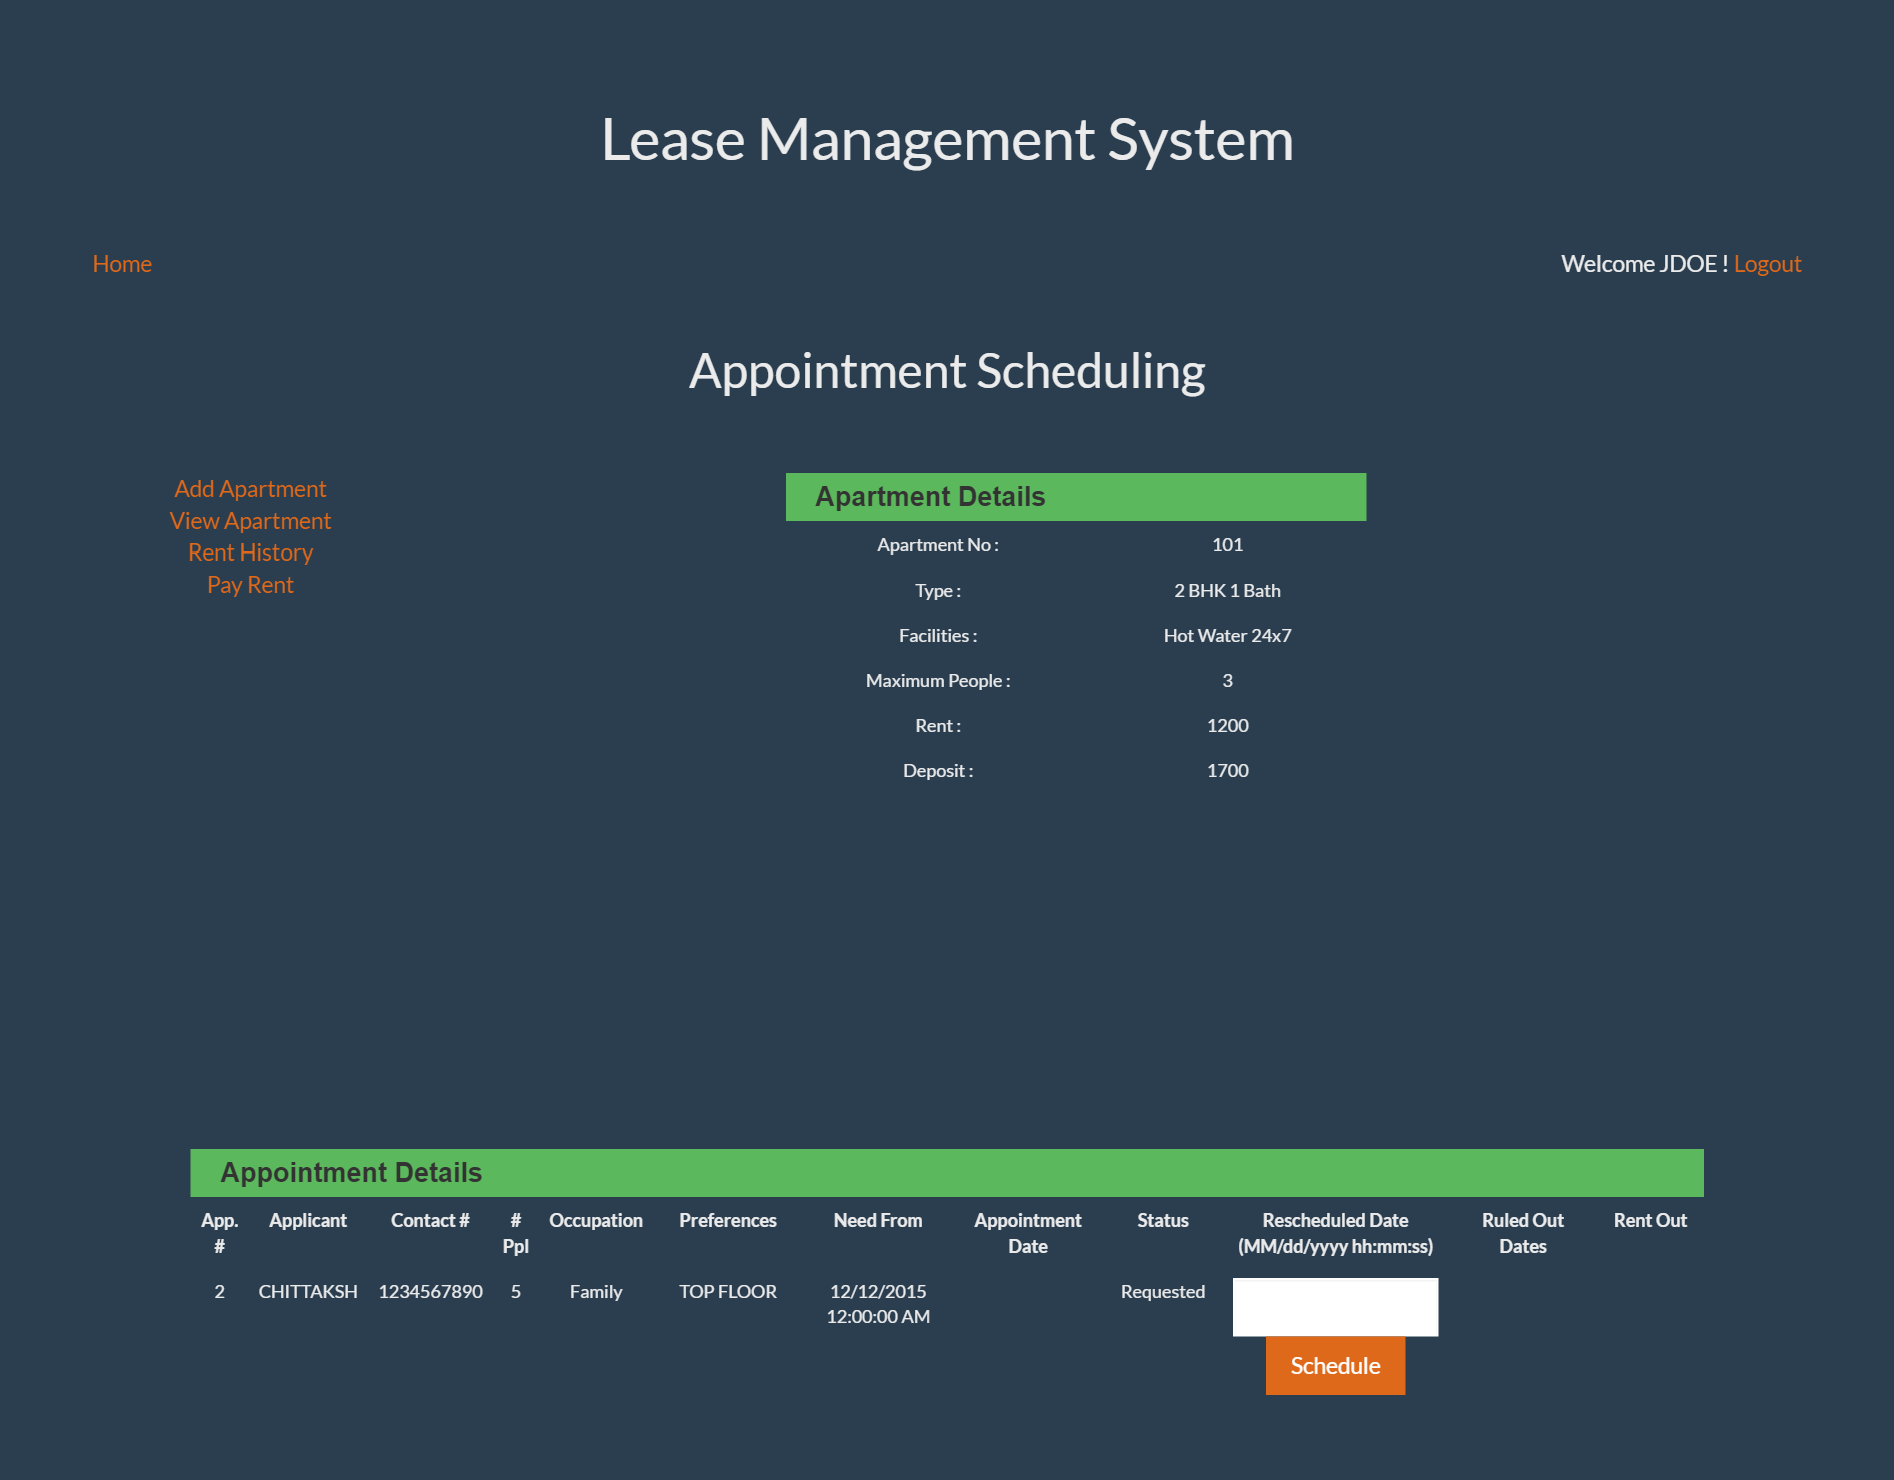 Lease Management System
Home
Welcome JDOE ! Logout
Appointment Scheduling
Add Apartment
View Apartment
Rent History
Pay Rent
Apartment Details
Apartment No : 101
Type : 2 BHK 1 Bath
Facilities : Hot Water 24x7
Maximum People : 3
Rent : 1200
Deposit : 1700
Appointment Details
App. # Applicant Contact # # Ppl Occupation Preferences Need From Appointment Date Status Rescheduled Date (MM/dd/yyyy hh:mm:ss) Ruled Out Dates Rent Out
2 CHITTAKSH 1234567890 5 Family TOP FLOOR 12/12/2015 12:00:00 AM Requested
Schedule